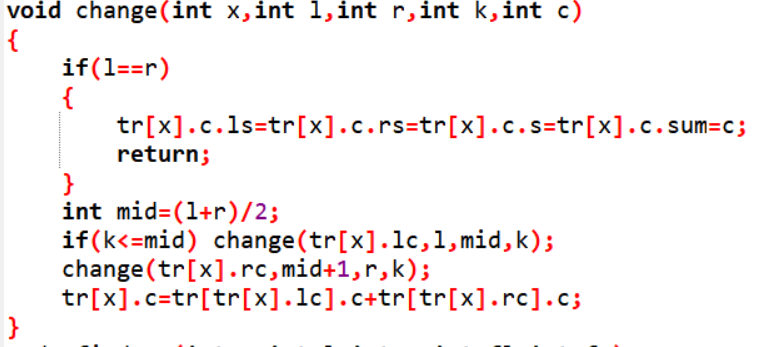 void change(int x,int l,int r,int k,int c)
{
    if(l==r)
    {
        tr[x].c.ls=tr[x].c.rs=tr[x].c.s=tr[x].c.sum=c;
        return;
    }
    int mid=(l+r)/2;
    if(k<=mid) change(tr[x].lc,l,mid,k);
    change(tr[x].rc,mid+1,r,k);
    tr[x].c=tr[tr[x].lc].c+tr[tr[x].rc].c;
}